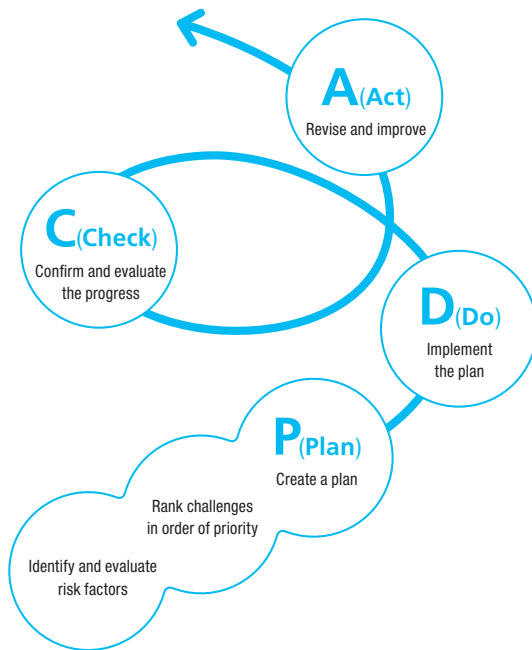 A(Act)
Revise and improve
C(Check)
Confirm and evaluate
the progress
D(Do)
Implement
the plan
P(Plan)
Create a plan
Rank challenges
in order of priority
Identify and evaluate
risk factors